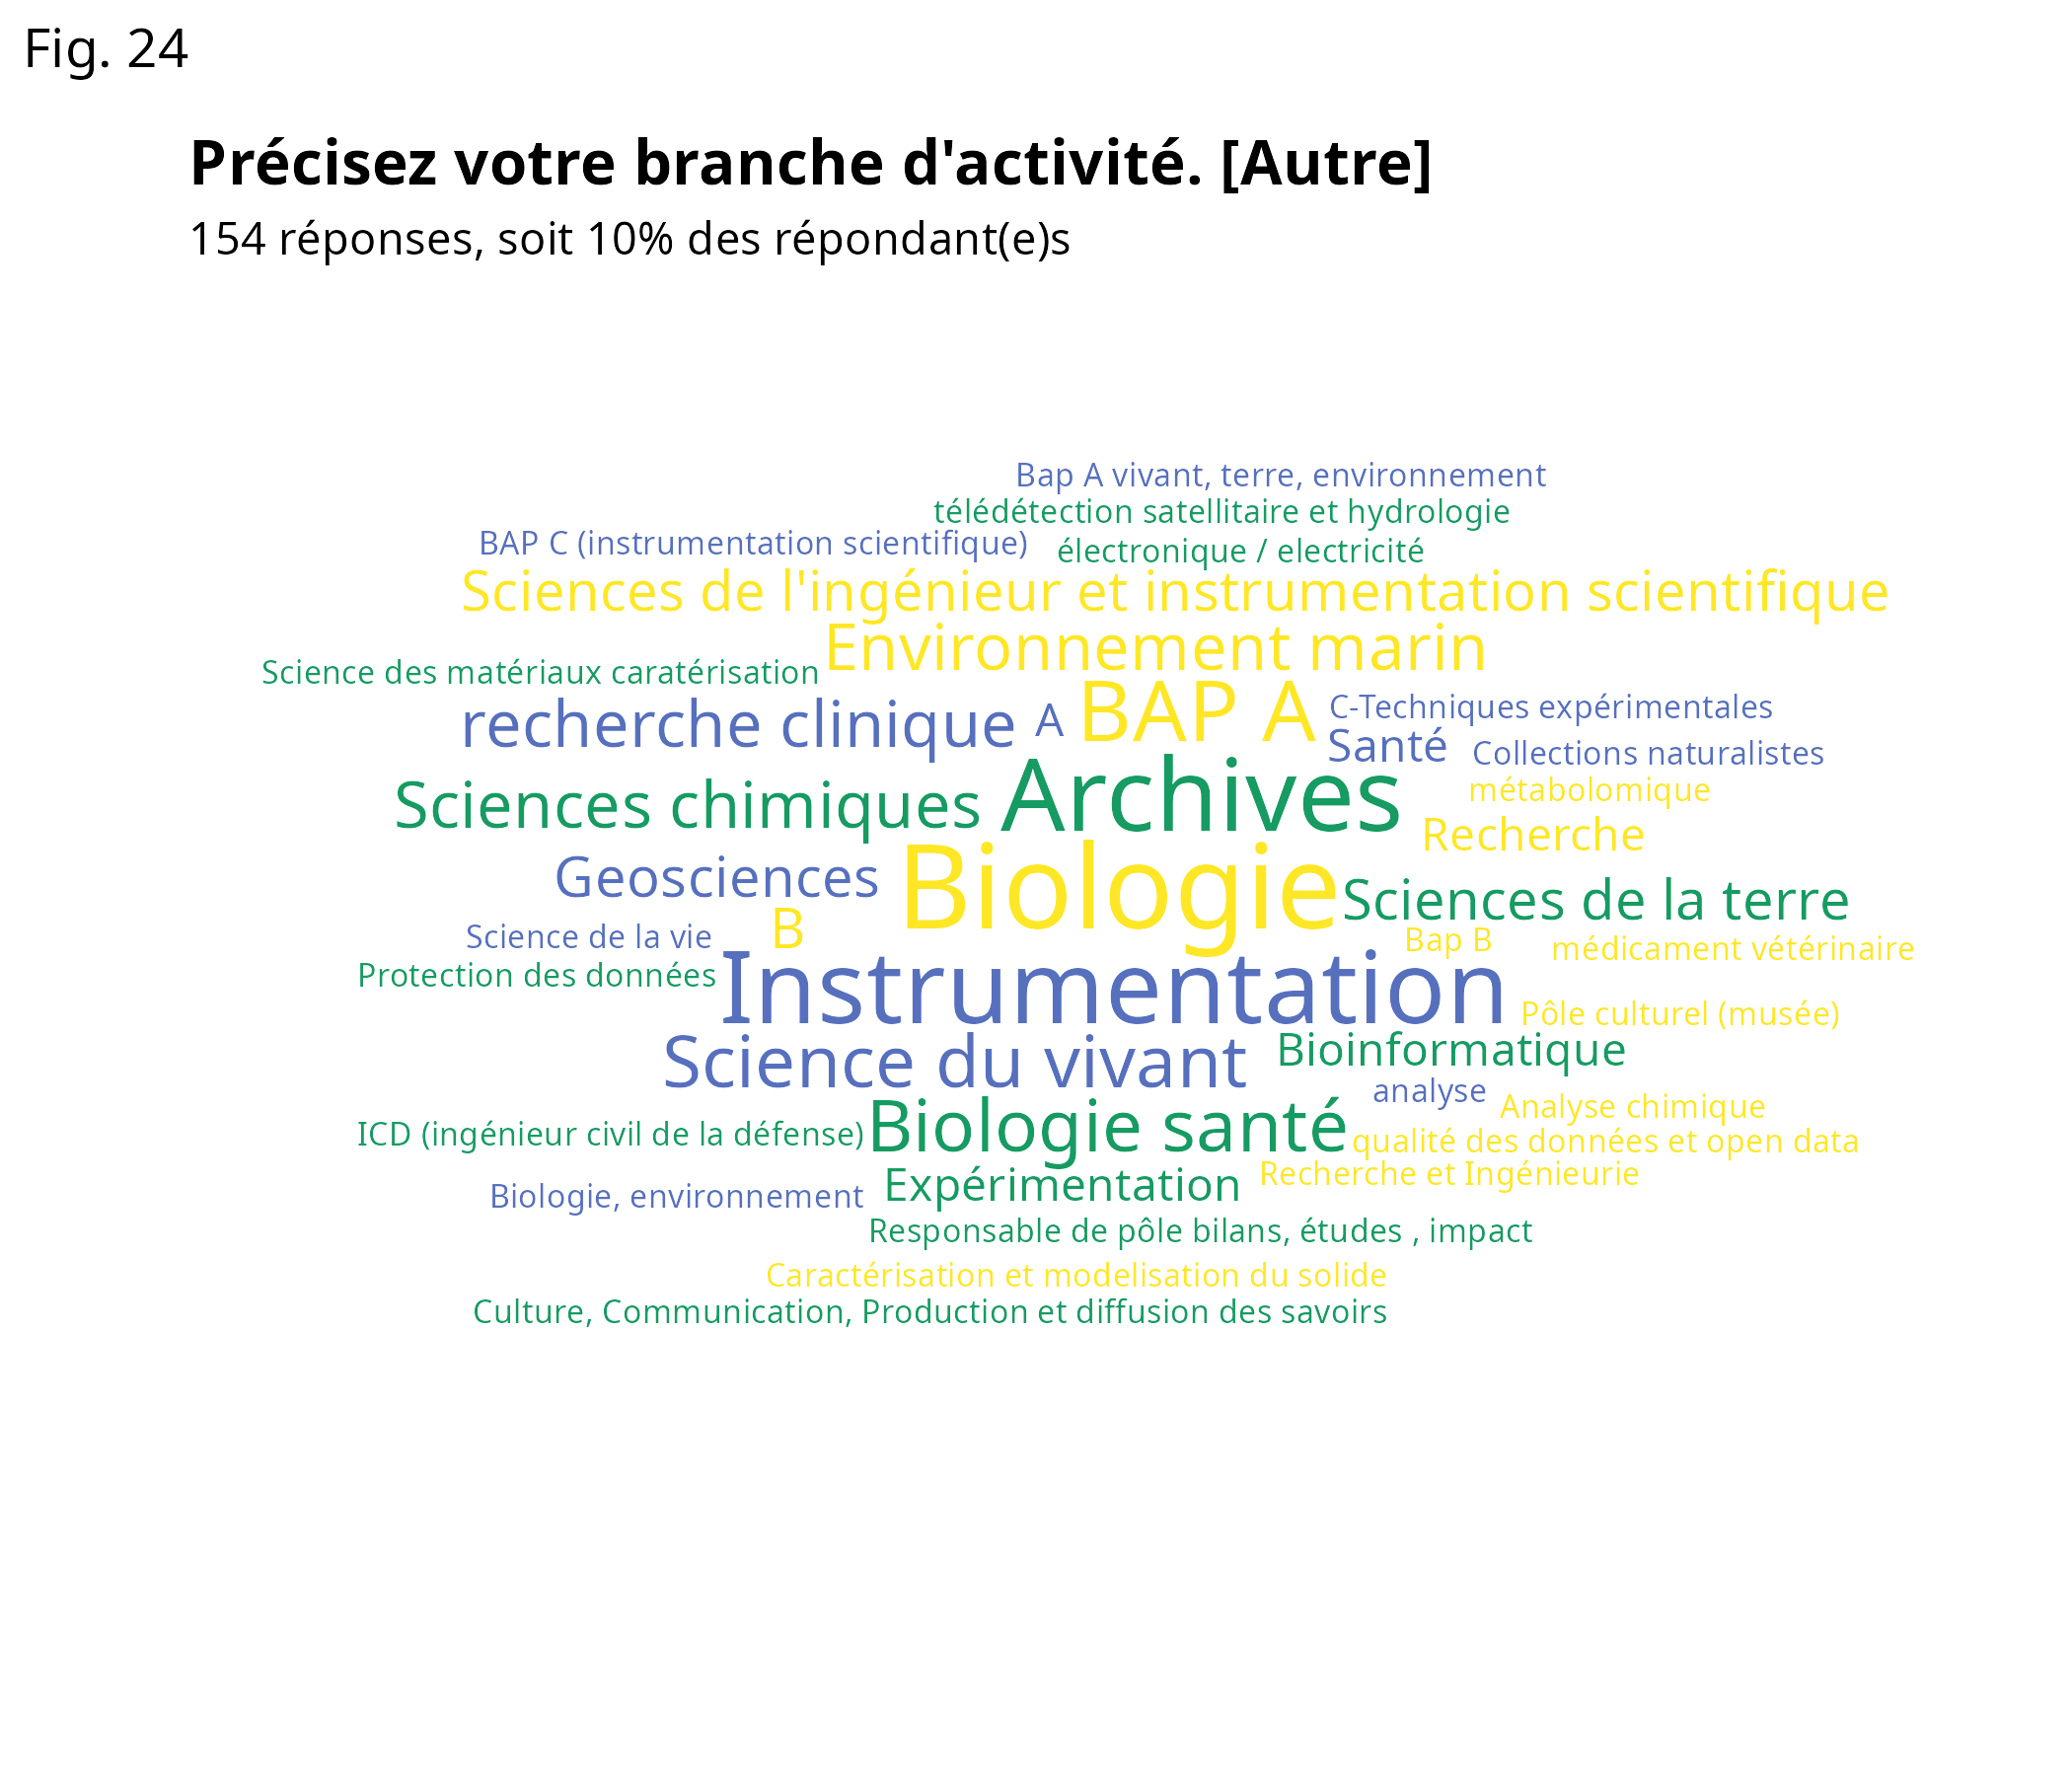 Fig. 24
Précisez votre branche d'activité. [Autre]
154 réponses, soit 10% des répondant(e)s
Bap A vivant, terre, environnement
télédétection satellitaire et hydrologie
BAP C (instrumentation scientifique)
électronique / electricité
Sciences de l'ingénieur et instrumentation scientifique
Environnement marin
Science des matériaux caratérisation
recherche clinique
A
BAP A
C-Techniques expérimentales
Santé
Collections naturalistes
métabolomique
Sciences chimiques
Archives
Recherche
Geosciences
Biologie
Sciences de la terre
Science de la vie
B
Bap B
médicament vétérinaire
Protection des données
Instrumentation
Pôle culturel (musée)
Science du vivant
Bioinformatique
analyse
Analyse chimique
ICD (ingénieur civil de la défense)
Biologie santé
qualité des données et open data
Recherche et Ingénieurie
Biologie, environnement
Expérimentation
Responsable de pôle bilans, études , impact
Caractérisation et modelisation du solide
Culture, Communication, Production et diffusion des savoirs